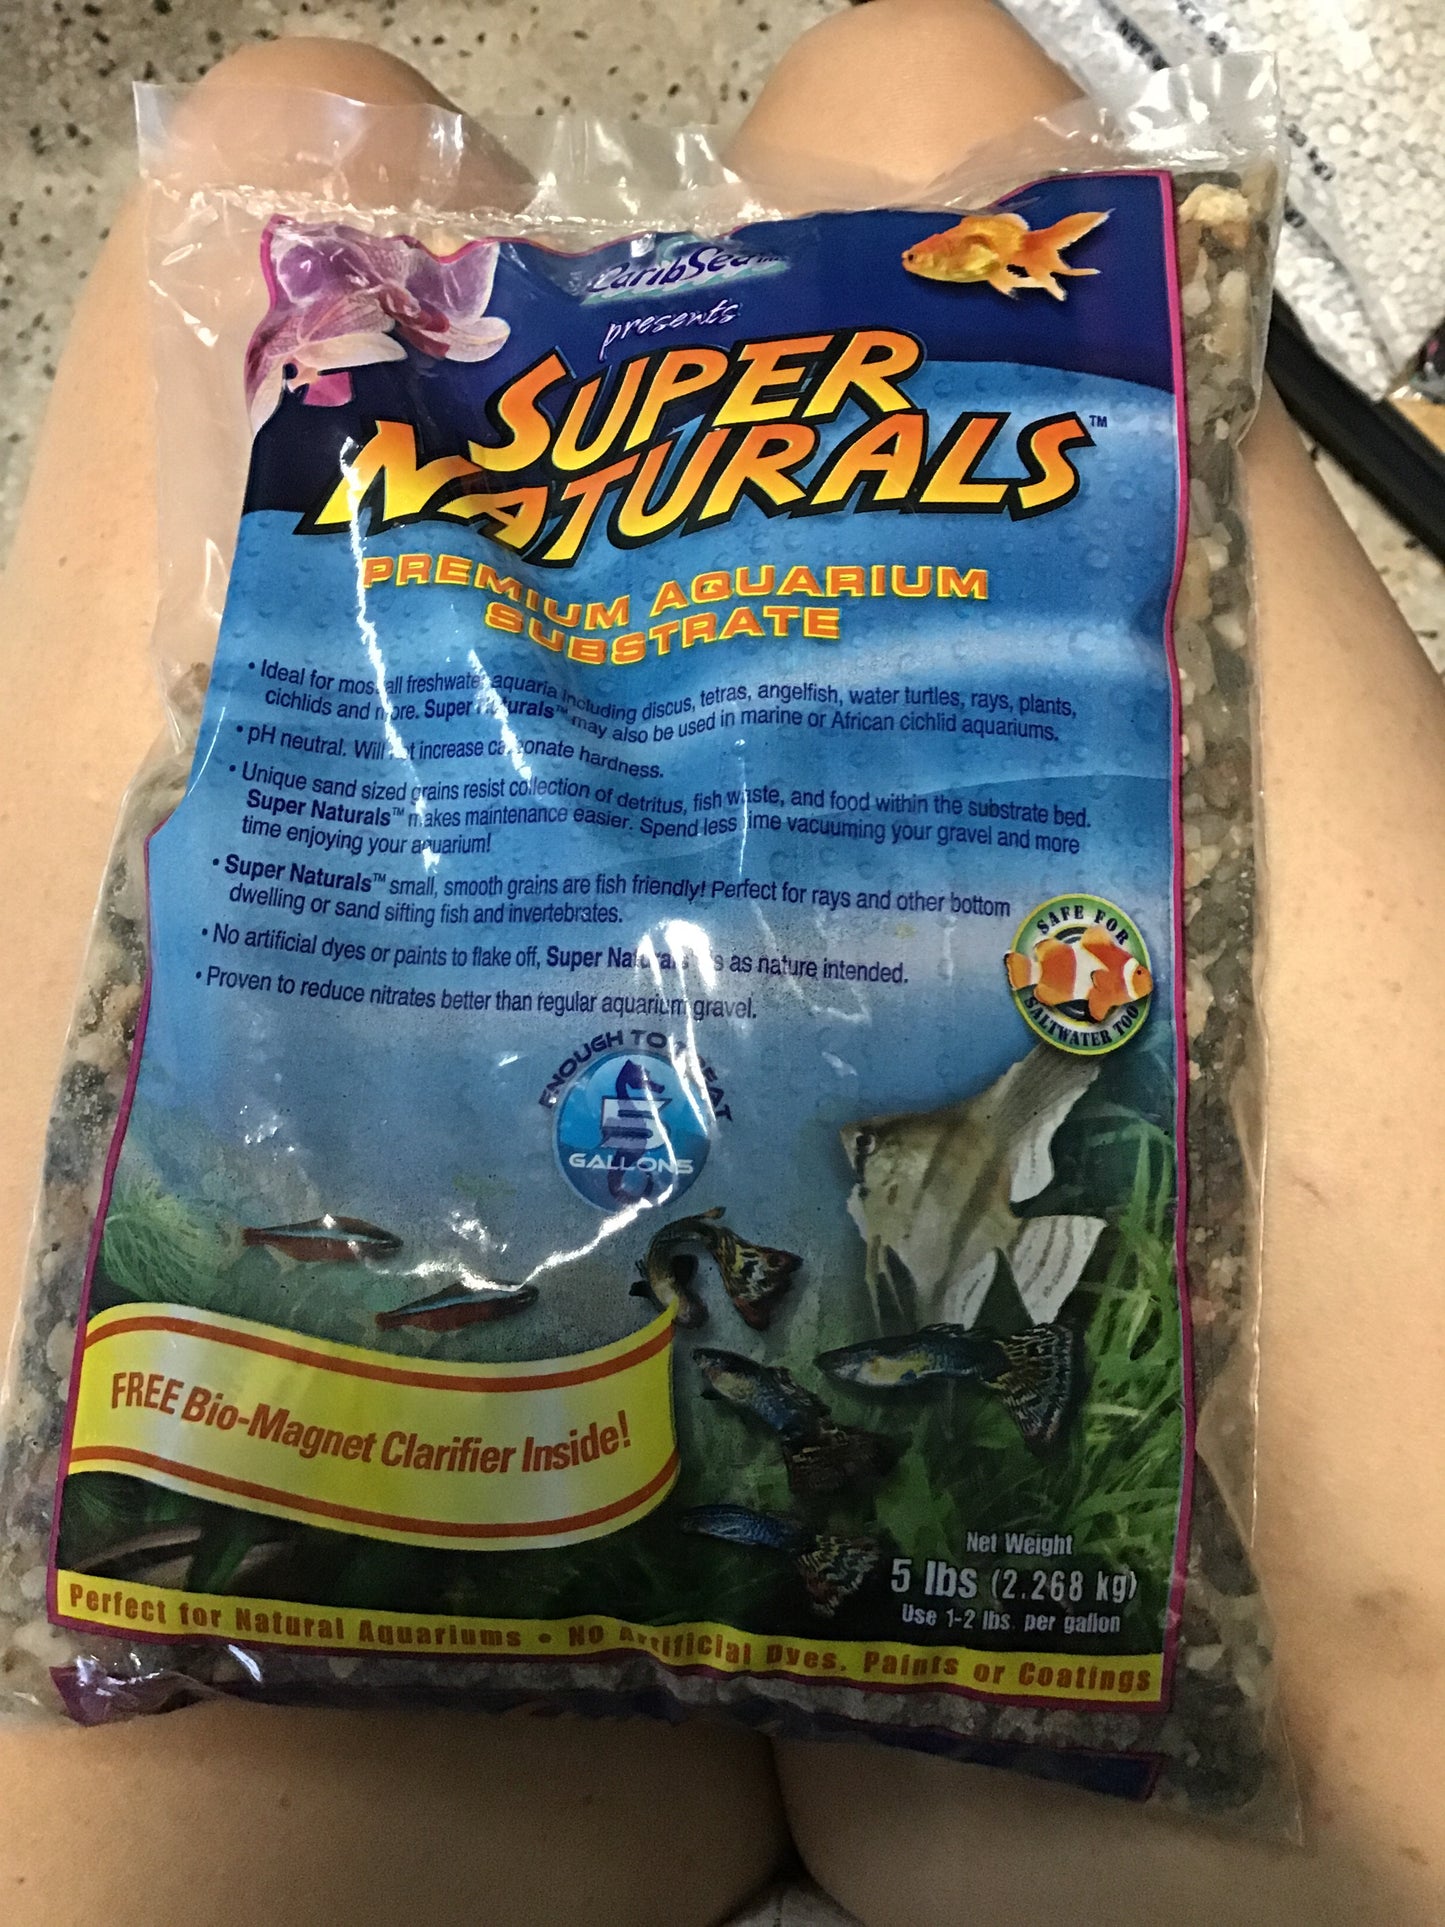 CaribSea
presents
SUPER
NATURALS™
PREMIUM AQUARIUM
SUBSTRATE
• Ideal for most all freshwater aquaria including discus, tetras, angelfish, water turtles, rays, plants,
cichlids and more. Super Naturals™ may also be used in marine or African cichlid aquariums.
• pH neutral. Will not increase carbonate hardness.
• Unique sand sized grains resist collection of detritus, fish waste, and food within the substrate bed.
Super Naturals™ makes maintenance easier. Spend less time vacuuming your gravel and more
time enjoying your aquarium!
• Super Naturals™ small, smooth grains are fish friendly! Perfect for rays and other bottom
dwelling or sand sifting fish and invertebrates.
• No artificial dyes or paints to flake off, Super Naturals is as nature intended.
• Proven to reduce nitrates better than regular aquarium gravel.
SAFE FOR
SALTWATER TOO
ENOUGH TO TREAT
5
GALLONS
FREE Bio-Magnet Clarifier Inside!
Net Weight
5 lbs (2.268 kg)
Use 1-2 lbs. per gallon
Perfect for Natural Aquariums • No Artificial Dyes, Paints or Coatings